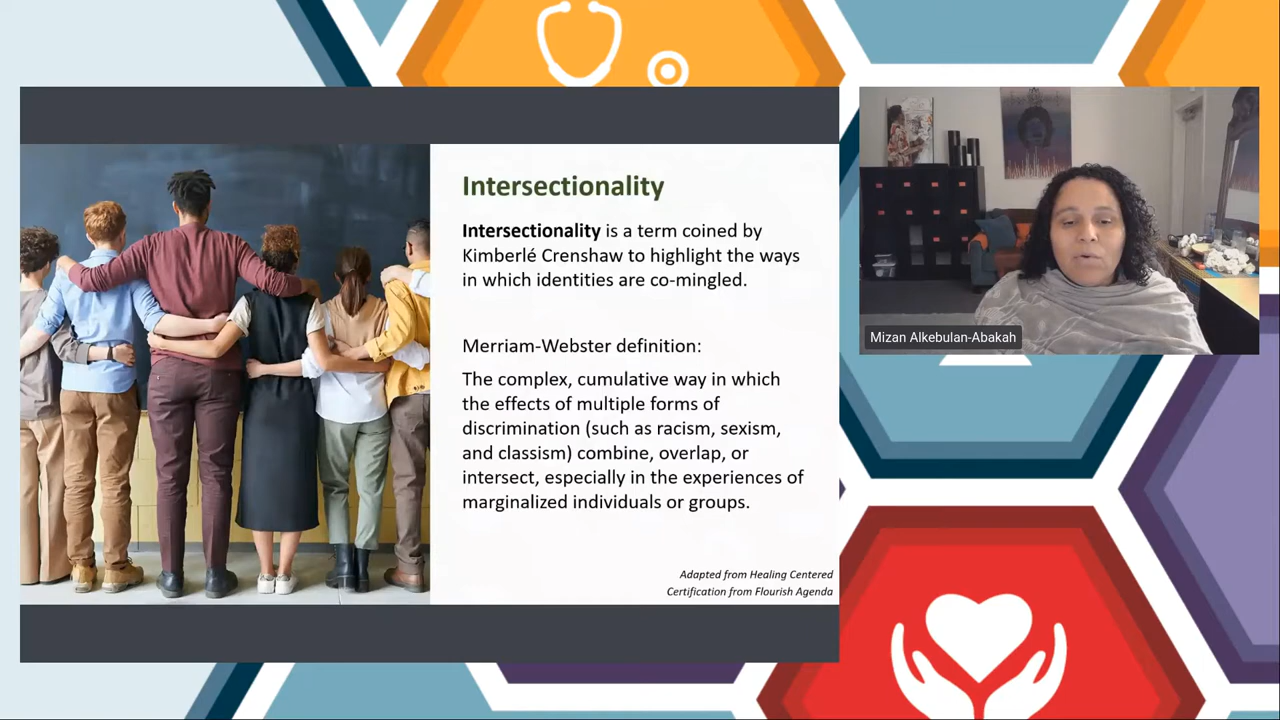 Intersectionality
Intersectionality is a term coined by
Kimberlé Crenshaw to highlight the ways
in which identities are co-mingled.
Merriam-Webster definition:
The complex, cumulative way in which
the effects of multiple forms of
discrimination (such as racism, sexism,
and classism) combine, overlap, or
intersect, especially in the experiences of
marginalized individuals or groups.
Adapted from Healing Centered
Certification from Flourish Agenda
Mizan Alkebulan-Abakah